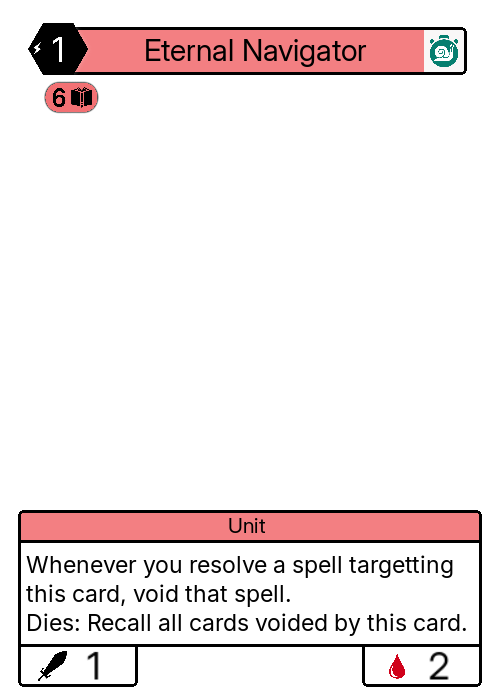 1 Eternal Navigator
6
Unit
Whenever you resolve a spell targetting
this card, void that spell.
Dies: Recall all cards voided by this card.
1 2